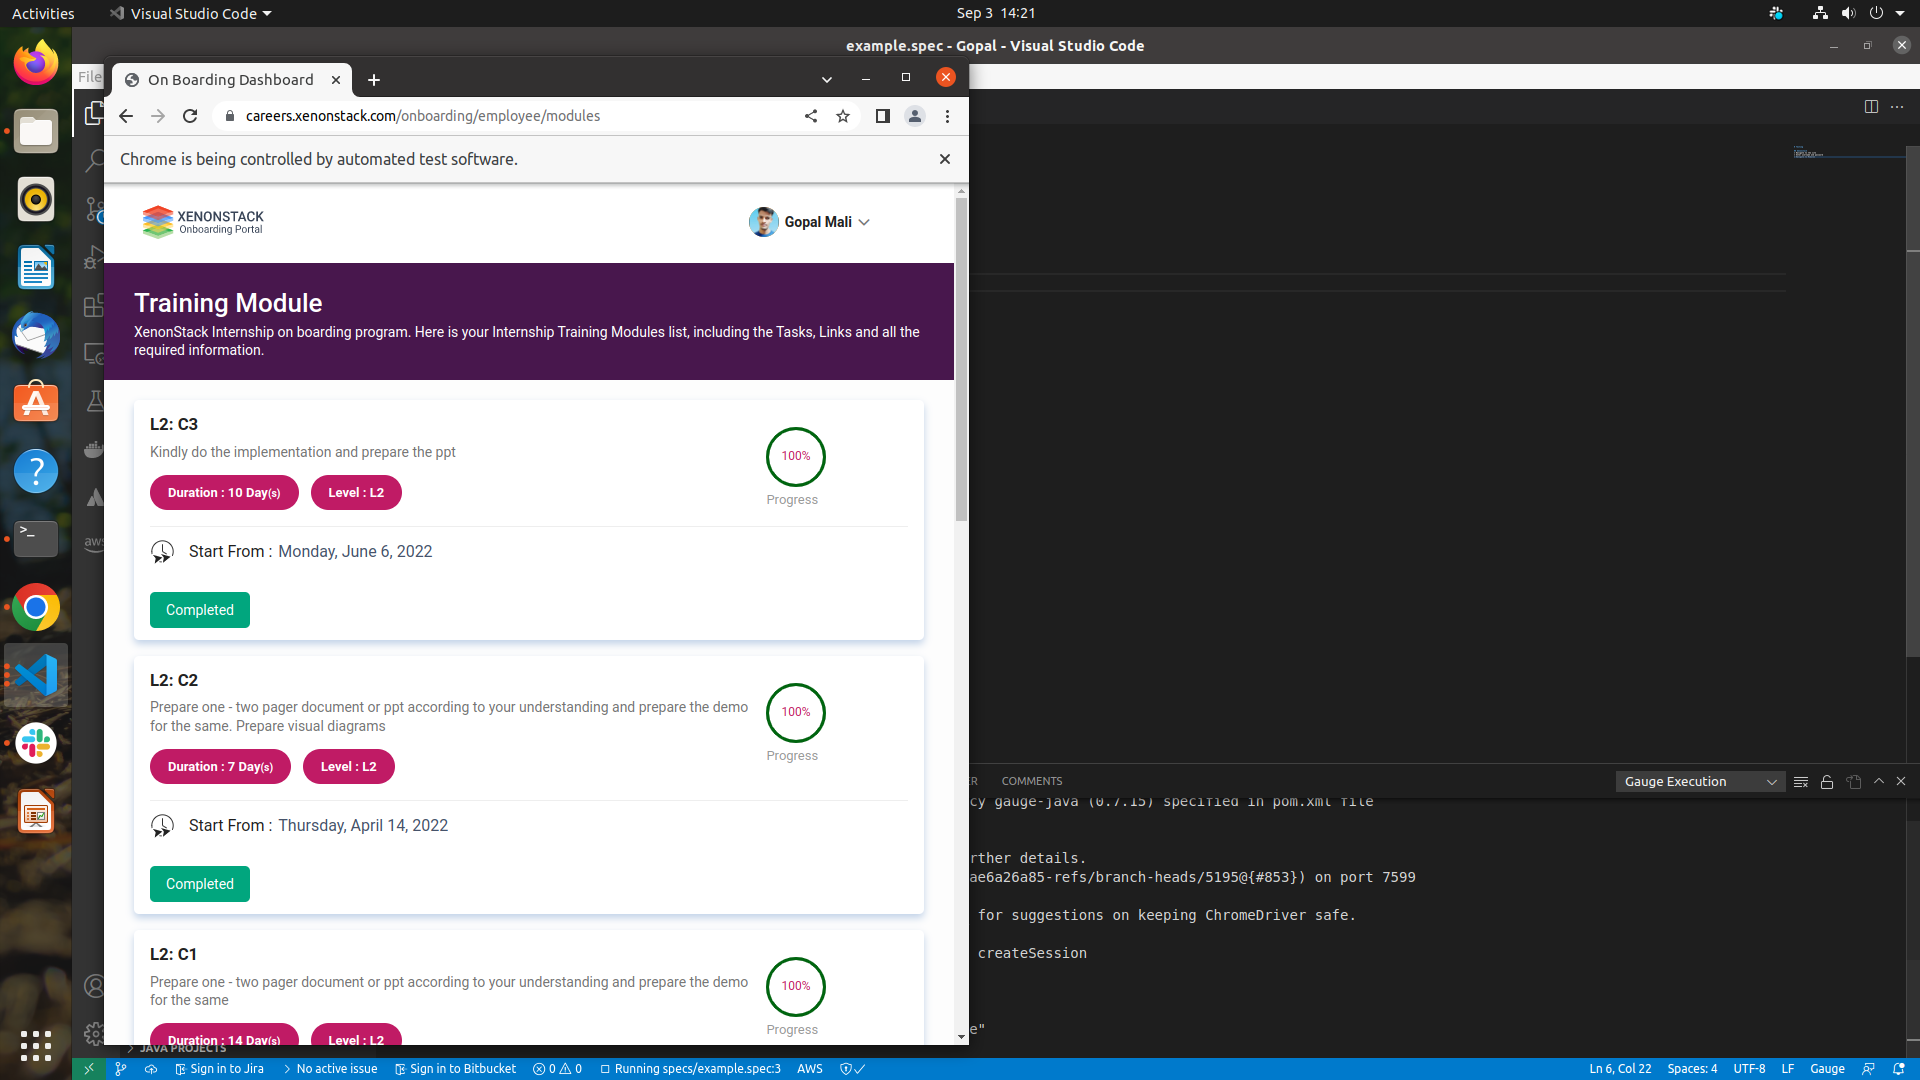 Activities
Visual Studio Code
Sep 3 14:21
example.spec - Gopal - Visual Studio Code
File
On Boarding Dashboard
careers.xenonstack.com/onboarding/employee/modules
Chrome is being controlled by automated test software.
XENONSTACK
Onboarding Portal
Gopal Mali
Training Module
XenonStack Internship on boarding program. Here is your Internship Training Modules list, including the Tasks, Links and all the
required information.
L2: C3
Kindly do the implementation and prepare the ppt
Duration : 10 Day(s)
Level : L2
100%
Progress
Start From : Monday, June 6, 2022
Completed
L2: C2
Prepare one - two pager document or ppt according to your understanding and prepare the demo
for the same. Prepare visual diagrams
Duration : 7 Day(s)
Level : L2
100%
Progress
Start From : Thursday, April 14, 2022
Completed
L2: C1
Prepare one - two pager document or ppt according to your understanding and prepare the demo
for the same
Duration : 14 Day(s)
Level : L2
100%
Progress
aws
JAVA PROJECTS
R
COMMENTS
Gauge Execution
cy gauge-java (0.7.15) specified in pom.xml file
rther details.
ae6a26a85-refs/branch-heads/5195@{#853}) on port 7599
for suggestions on keeping ChromeDriver safe.
createSession
e"
Sign in to Jira
No active issue
Sign in to Bitbucket
0
0
Running specs/example.spec:3
AWS
Ln 6, Col 22
Spaces: 4
UTF-8
LF
Gauge